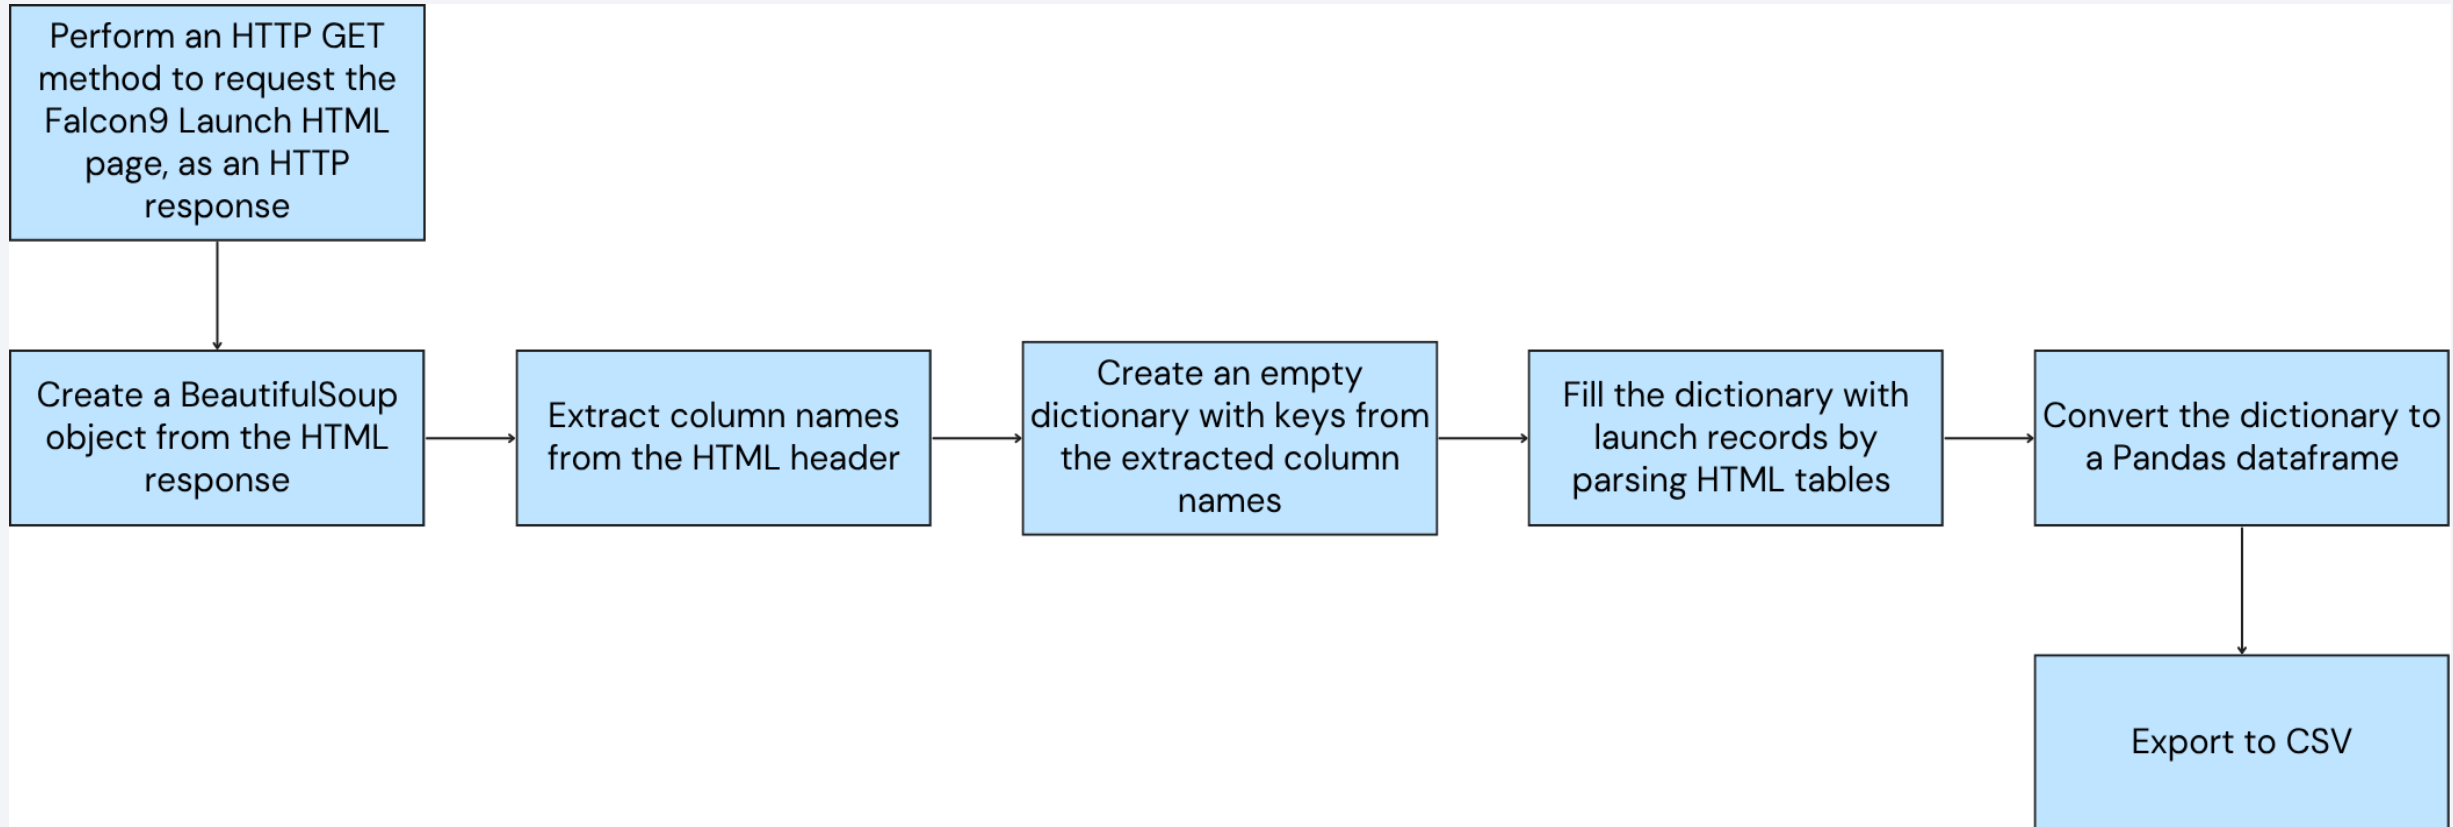 Perform an HTTP GET
method to request the
Falcon9 Launch HTML
page, as an HTTP
response
Create a BeautifulSoup
object from the HTML
response
Extract column names
from the HTML header
Create an empty
dictionary with keys from
the extracted column
names
Fill the dictionary with
launch records by
parsing HTML tables
Convert the dictionary to
a Pandas dataframe
Export to CSV